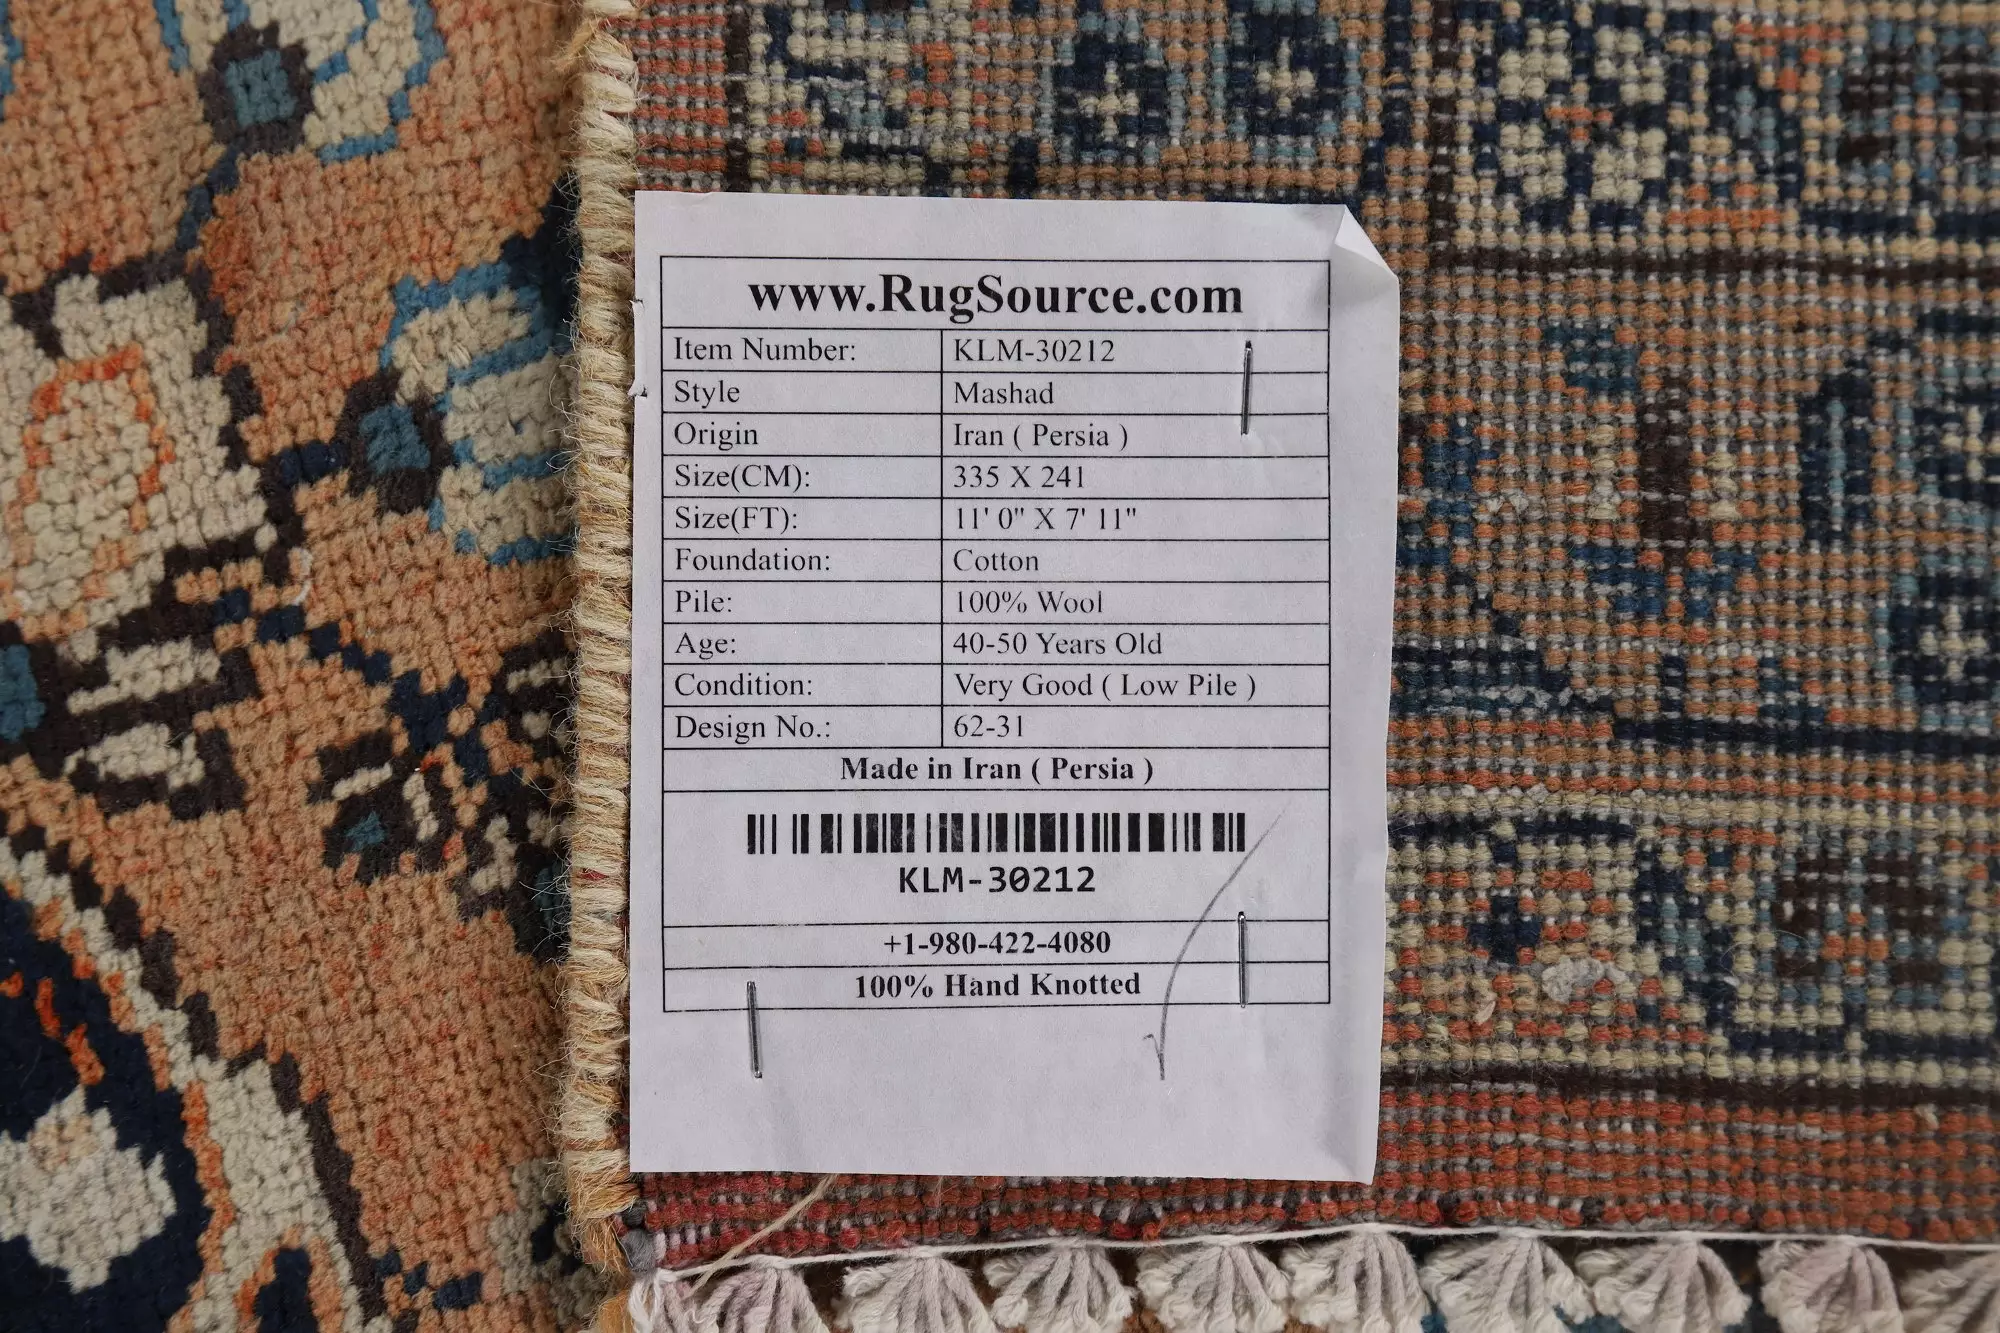 www.RugSource.com
Item Number: KLM-30212
Style Mashad
Origin Iran ( Persia )
Size(CM): 335 X 241
Size(FT): 11' 0" X 7' 11"
Foundation: Cotton
Pile: 100% Wool
Age: 40-50 Years Old
Condition: Very Good ( Low Pile )
Design No.: 62-31
Made in Iran ( Persia )
KLM-30212
+1-980-422-4080
100% Hand Knotted